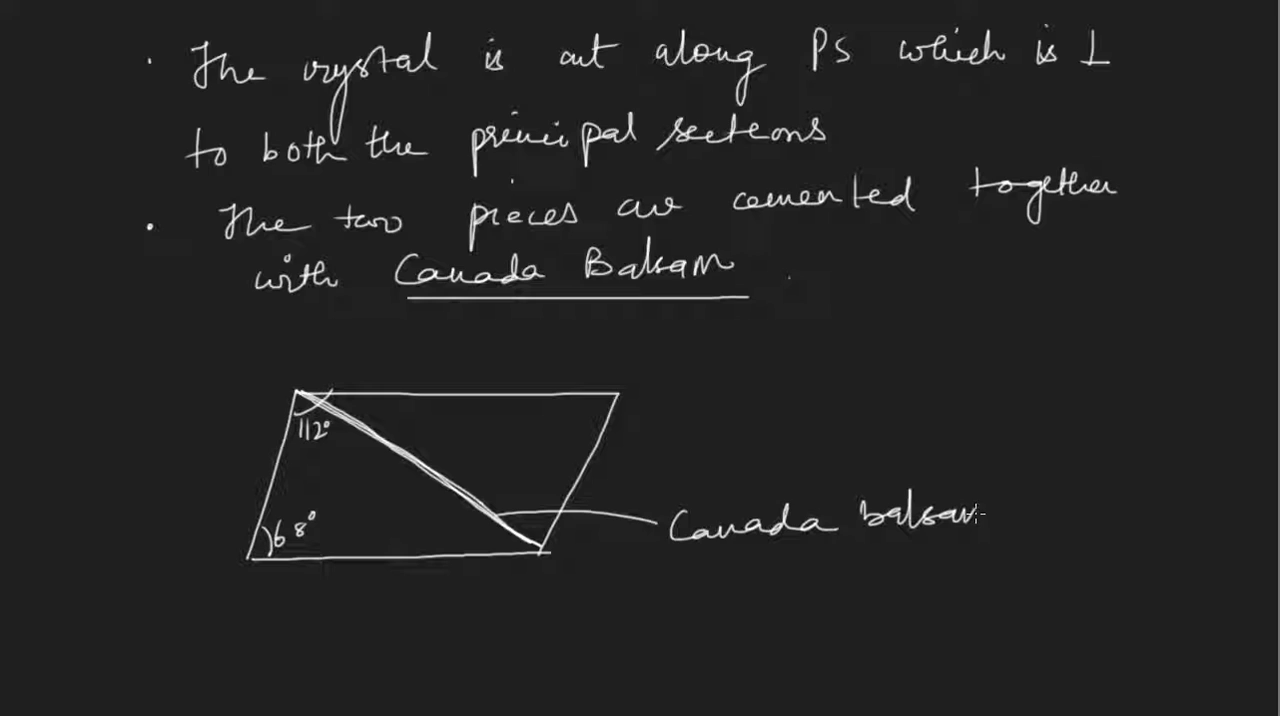 · The crystal is cut along PS which is ⊥
to both the principal sections
· The two pieces are cemented together
with Canada Balsam
112°
68°
Canada balsam